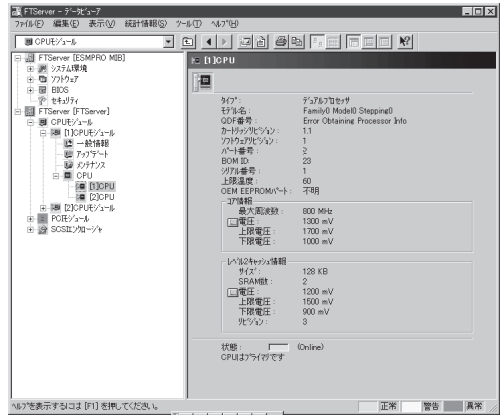 FTServer - データビューア
ファイル(F) 編集(E) 表示(V) 統計情報(S) ツール(T) ヘルプ(H)
CPUモジュール
FTServer [ESMPRO MIB]
システム環境
ソフトウェア
BIOS
セキュリティ
FTServer [FTServer]
CPUモジュール
[1]CPUモジュール
一般情報
アップデート
メンテナンス
CPU
[1]CPU
[2]CPU
[2]CPUモジュール
PCIモジュール
SCSIエンクロージャ
[1]CPU
タイプ : デュアルプロセッサ
モデル名 : Family0 Model0 Stepping0
QDF番号 : Error Obtaining Processor Info
カートリッジリビジョン : 1.1
ソフトウェアリビジョン : 1
パート番号 : 2
BOM ID: 23
シリアル番号 : 1
上限温度 : 60
OEM EEPROMパート : 不明
コア情報
最大周波数 : 800 MHz
電圧 : 1300 mV
上限電圧 : 1700 mV
下限電圧 : 1000 mV
レベル2キャッシュ情報
サイズ : 128 KB
SRAM数 : 2
電圧 : 1200 mV
上限電圧 : 1500 mV
下限電圧 : 900 mV
リビジョン : 3
状態 : (Online)
CPUはプライマリです
ヘルプを表示するには [F1] を押してください。
正常 警告 異常